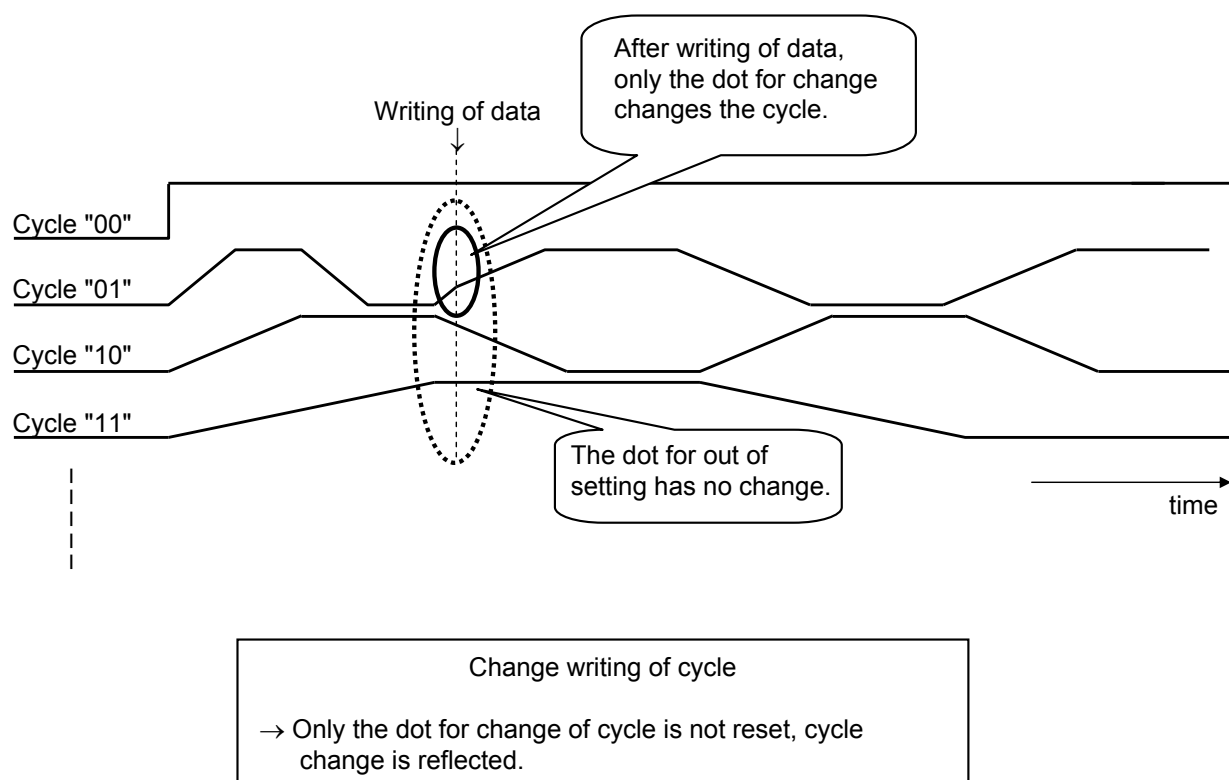 After writing of data,
only the dot for change
changes the cycle.
Writing of data
↓
Cycle "00"
Cycle "01"
Cycle "10"
Cycle "11"
The dot for out of
setting has no change.
time
Change writing of cycle
→ Only the dot for change of cycle is not reset, cycle
change is reflected.